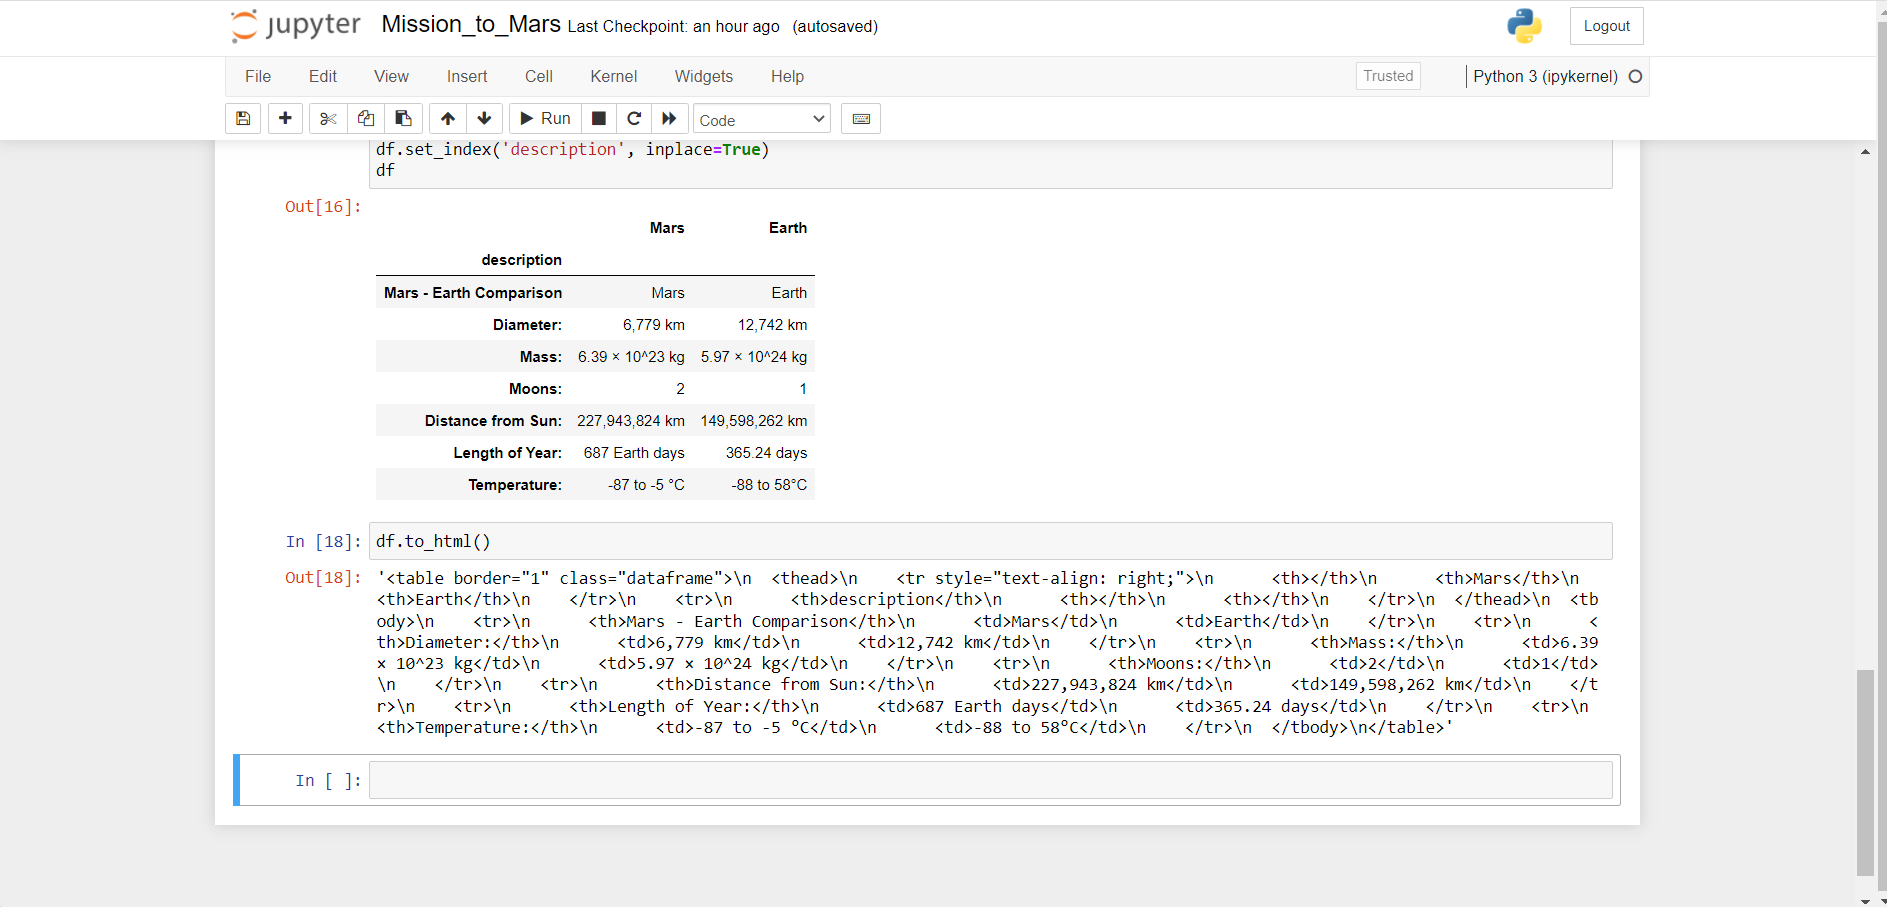 jupyter Mission_to_Mars Last Checkpoint: an hour ago (autosaved) Logout
File Edit View Insert Cell Kernel Widgets Help Trusted Python 3 (ipykernel)
Run Code
df.set_index('description', inplace=True)
df
Out[16]:
Mars Earth
description
Mars - Earth Comparison Mars Earth
Diameter: 6,779 km 12,742 km
Mass: 6.39 × 10^23 kg 5.97 × 10^24 kg
Moons: 2 1
Distance from Sun: 227,943,824 km 149,598,262 km
Length of Year: 687 Earth days 365.24 days
Temperature: -87 to -5 °C -88 to 58°C
In [18]: df.to_html()
Out[18]: '<table border="1" class="dataframe">\n  <thead>\n    <tr style="text-align: right;">\n      <th></th>\n      <th>Mars</th>\n
<th>Earth</th>\n    </tr>\n    <tr>\n      <th>description</th>\n      <th></th>\n      <th></th>\n    </tr>\n  </thead>\n  <tb
ody>\n    <tr>\n      <th>Mars - Earth Comparison</th>\n      <td>Mars</td>\n      <td>Earth</td>\n    </tr>\n    <tr>\n      <
th>Diameter:</th>\n      <td>6,779 km</td>\n      <td>12,742 km</td>\n    </tr>\n    <tr>\n      <th>Mass:</th>\n      <td>6.39
× 10^23 kg</td>\n      <td>5.97 × 10^24 kg</td>\n    </tr>\n    <tr>\n      <th>Moons:</th>\n      <td>2</td>\n      <td>1</td>
\n    </tr>\n    <tr>\n      <th>Distance from Sun:</th>\n      <td>227,943,824 km</td>\n      <td>149,598,262 km</td>\n    </t
r>\n    <tr>\n      <th>Length of Year:</th>\n      <td>687 Earth days</td>\n      <td>365.24 days</td>\n    </tr>\n    <tr>\n
<th>Temperature:</th>\n      <td>-87 to -5 °C</td>\n      <td>-88 to 58°C</td>\n    </tr>\n  </tbody>\n</table>'
In [ ]: